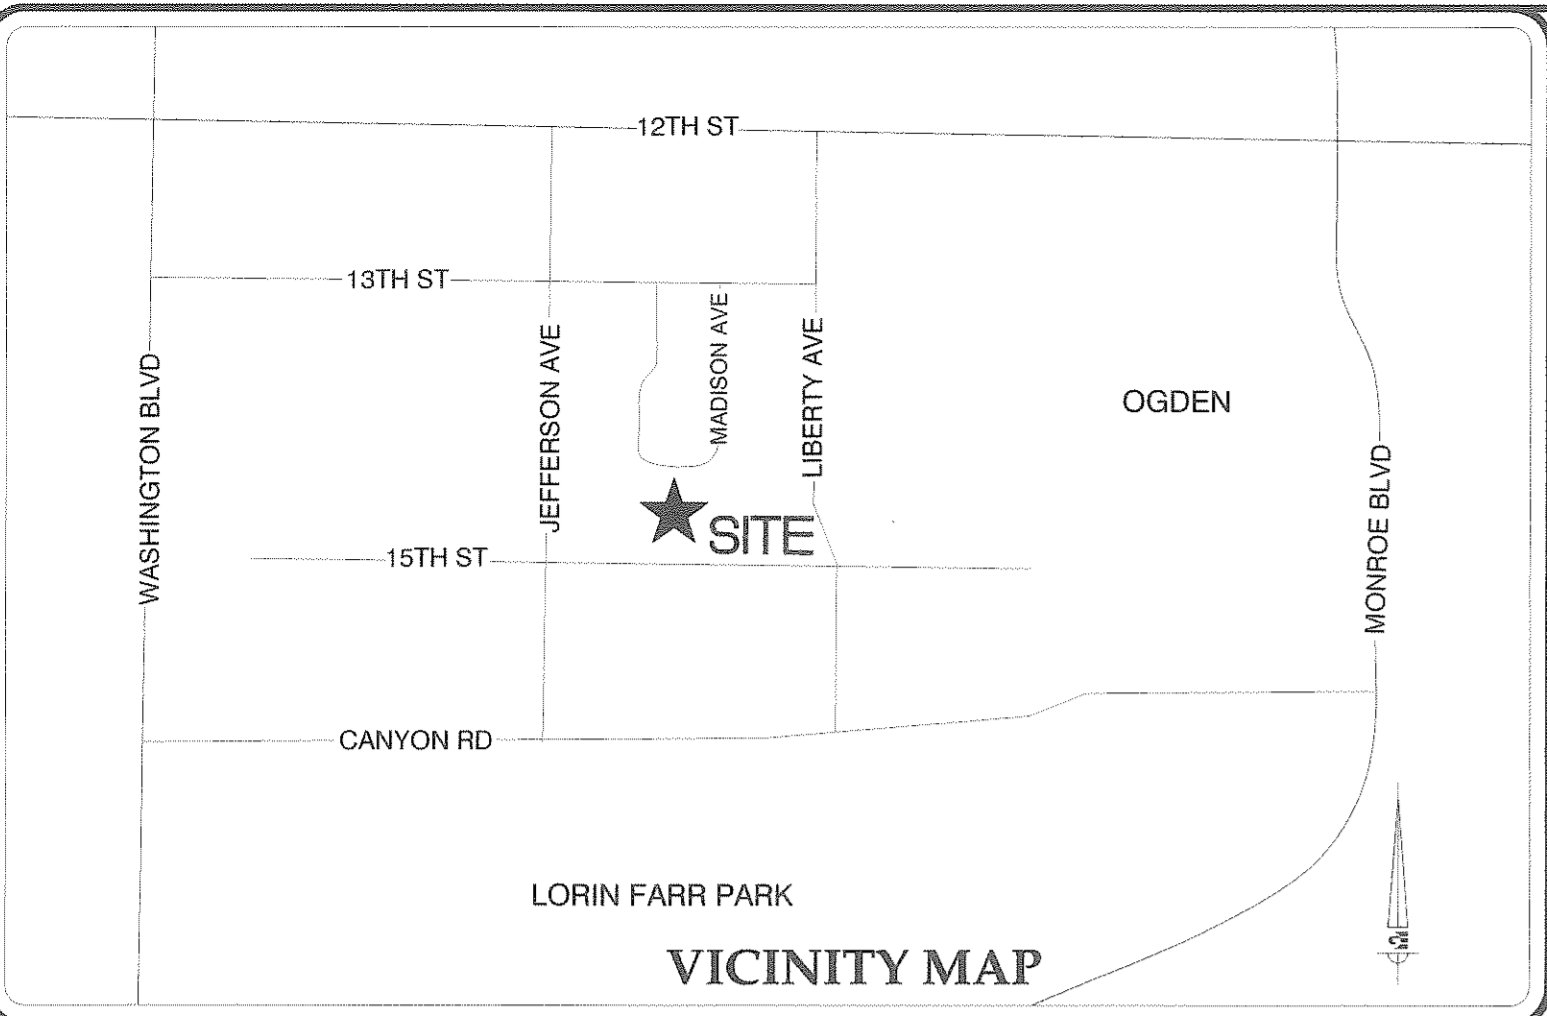 12TH ST
13TH ST
WASHINGTON BLVD
JEFFERSON AVE
MADISON AVE
LIBERTY AVE
OGDEN
MONROE BLVD
SITE
15TH ST
CANYON RD
LORIN FARR PARK
VICINITY MAP